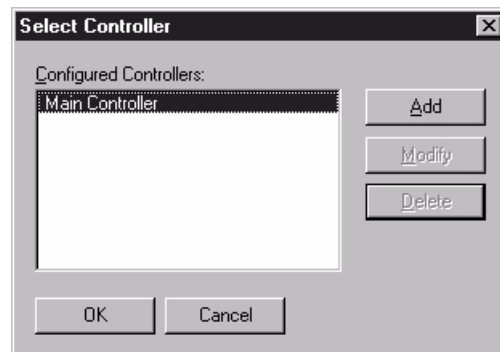 Select Controller
Configured Controllers:
Main Controller
Add
Modify
Delete
OK
Cancel